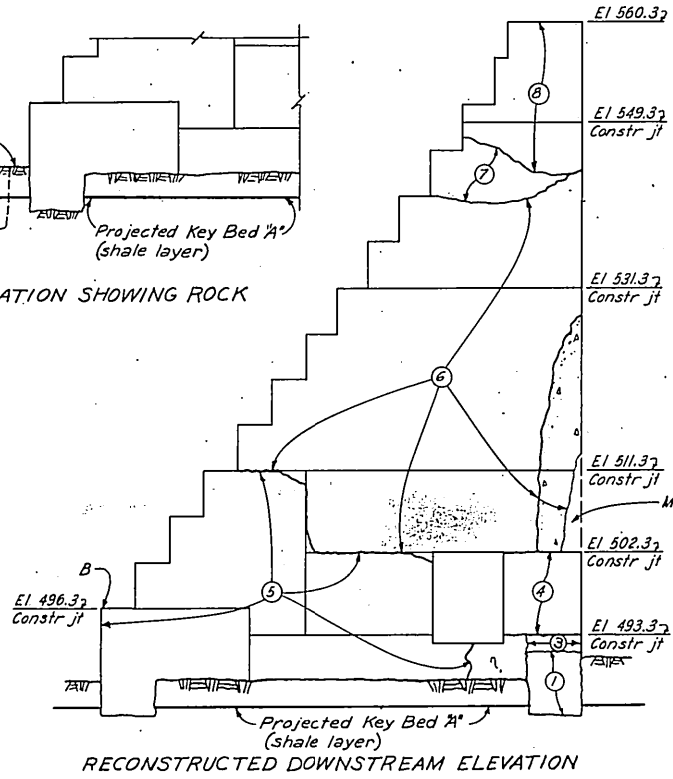 El 560.3±
8
El 549.3±
Constr jt
7
Projected Key Bed "A"
(shale layer)
ATION SHOWING ROCK
El 531.3±
Constr jt
6
El 511.3±
Constr jt
M
El 502.3±
Constr jt
B
5
4
El 496.3±
Constr jt
El 493.3±
Constr jt
3
1
Projected Key Bed "A"
(shale layer)
RECONSTRUCTED DOWNSTREAM ELEVATION